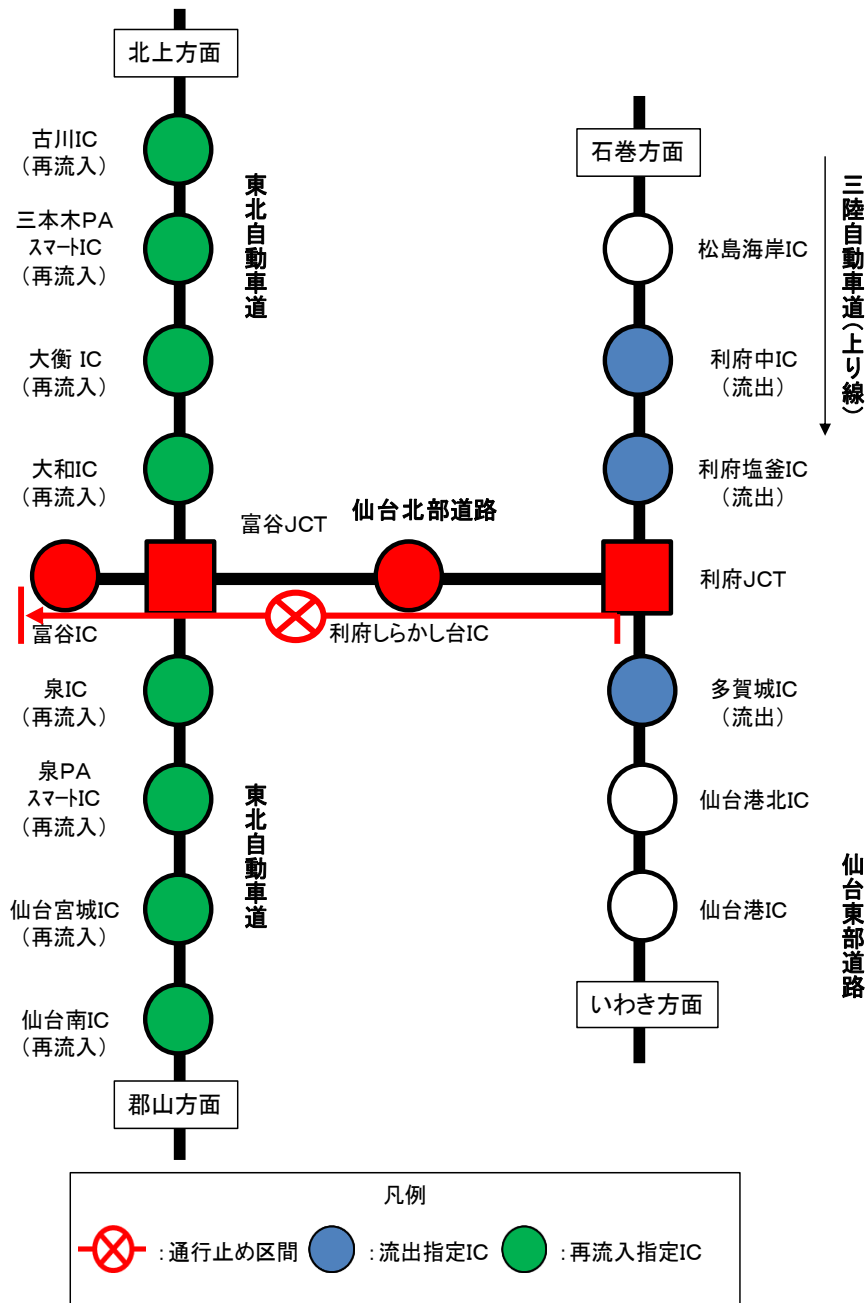 北上方面
古川IC
（再流入）
三本木PA
スマートIC
（再流入）
大衡 IC
（再流入）
大和IC
（再流入）
東北自動車道
石巻方面
松島海岸IC
利府中IC
（流出）
利府塩釜IC
（流出）
三陸自動車道（上り線）
富谷JCT
仙台北部道路
利府JCT
富谷IC
利府しらかし台IC
泉IC
（再流入）
泉PA
スマートIC
（再流入）
仙台宮城IC
（再流入）
仙台南IC
（再流入）
東北自動車道
郡山方面
多賀城IC
（流出）
仙台港北IC
仙台港IC
仙台東部道路
いわき方面
凡例
：通行止め区間
：流出指定IC
：再流入指定IC